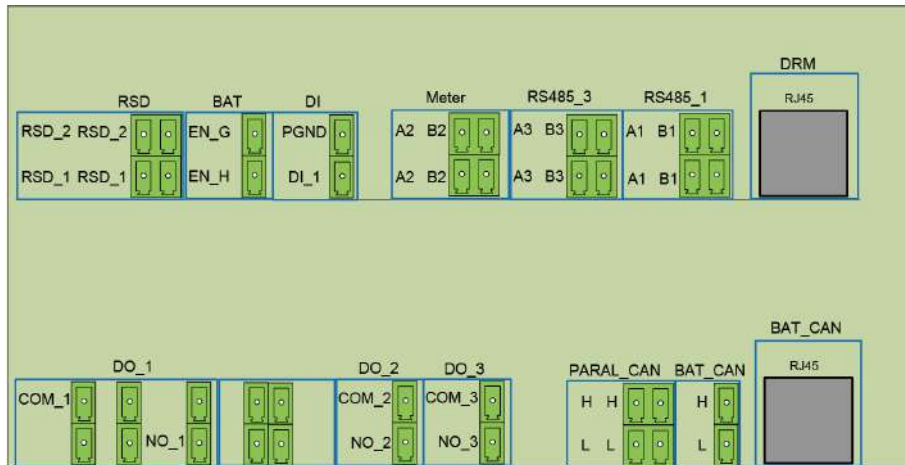 DRM
RSD BAT DI Meter RS485_3 RS485_1 RJ45
RSD_2 RSD_2 EN_G PGND A2 B2 A3 B3 A1 B1
RSD_1 RSD_1 EN_H DI_1 A2 B2 A3 B3 A1 B1
BAT_CAN
DO_1 DO_2 DO_3 PARAL_CAN BAT_CAN RJ45
COM_1 COM_2 COM_3 H H H
NO_1 NO_2 NO_3 L L L